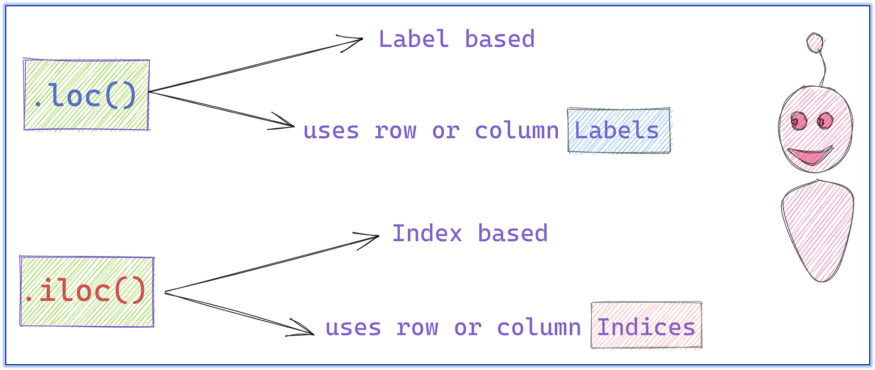 .loc()
Label based
uses row or column Labels
.iloc()
Index based
uses row or column Indices